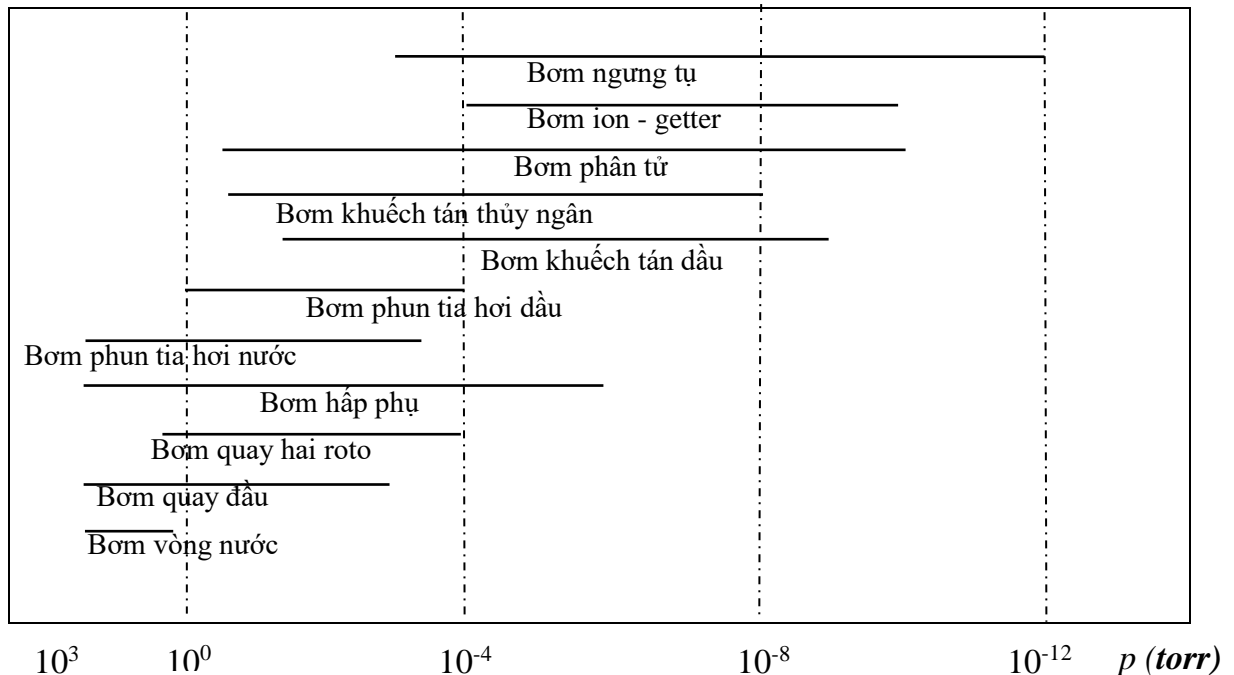 Bơm ngưng tụ
Bơm ion - getter
Bơm phân tử
Bơm khuếch tán thủy ngân
Bơm khuếch tán dầu
Bơm phun tia hơi dầu
Bơm phun tia hơi nước
Bơm hấp phụ
Bơm quay hai roto
Bơm quay đầu
Bơm vòng nước
10³ 10⁰ 10⁻⁴ 10⁻⁸ 10⁻¹² p (torr)